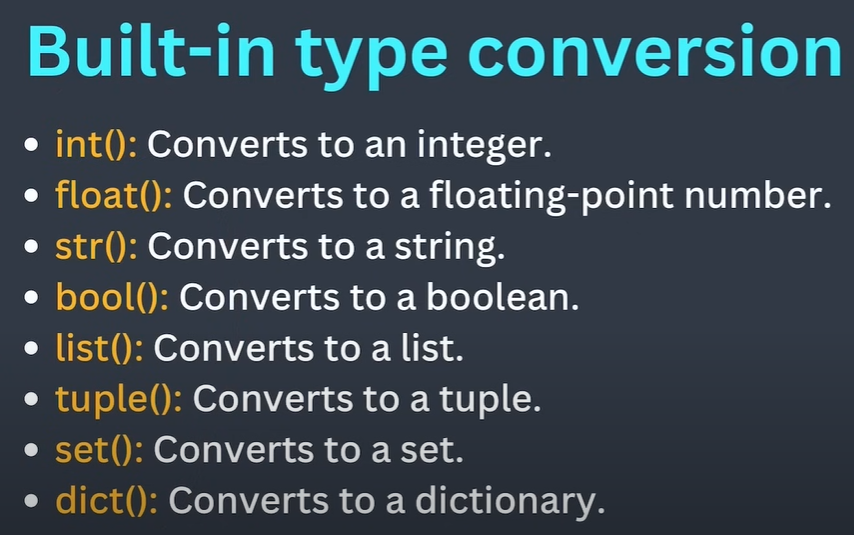 Built-in type conversion
• int(): Converts to an integer.
• float(): Converts to a floating-point number.
• str(): Converts to a string.
• bool(): Converts to a boolean.
• list(): Converts to a list.
• tuple(): Converts to a tuple.
• set(): Converts to a set.
• dict(): Converts to a dictionary.